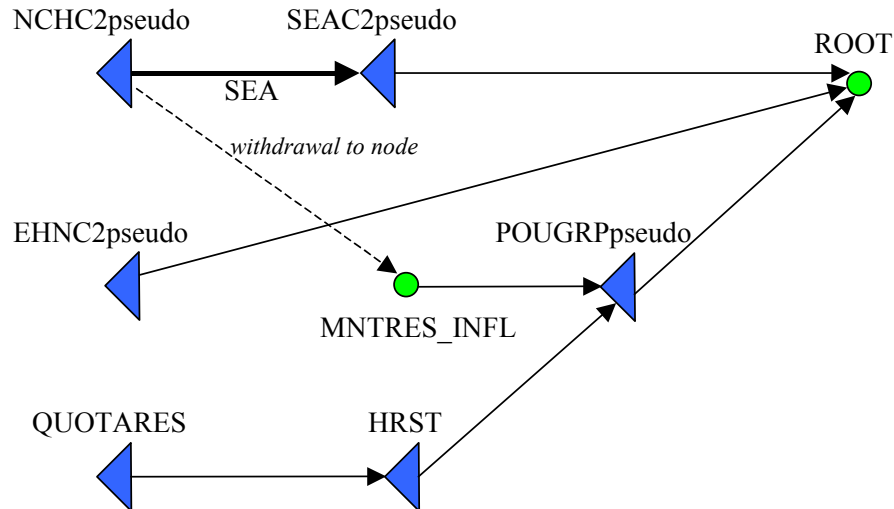 NCHC2pseudo
SEAC2pseudo
ROOT
SEA
withdrawal to node
EHNC2pseudo
POUGRPpseudo
MNTRES_INFL
QUOTARES
HRST